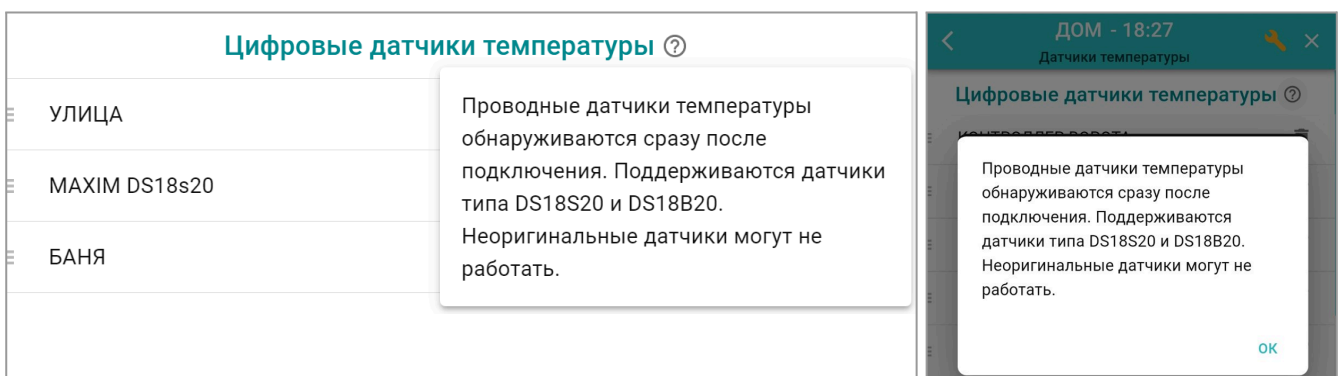 Цифровые датчики температуры
УЛИЦА
MAXIM DS18s20
БАНЯ
Проводные датчики температуры
обнаруживаются сразу после
подключения. Поддерживаются датчики
типа DS18S20 и DS18B20.
Неоригинальные датчики могут не
работать.
ДОМ - 18:27
Датчики температуры
Цифровые датчики температуры
Проводные датчики температуры
обнаруживаются сразу после
подключения. Поддерживаются
датчики типа DS18S20 и DS18B20.
Неоригинальные датчики могут не
работать.
ОК